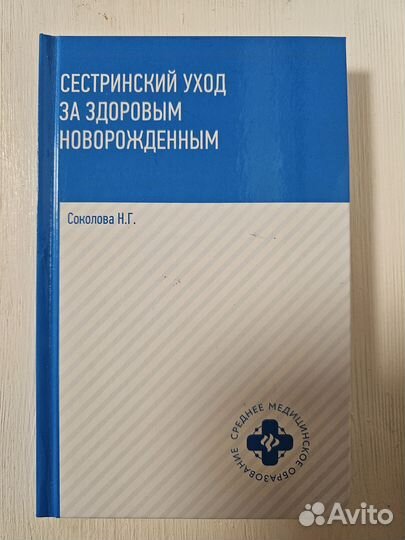 СЕСТРИНСКИЙ УХОД
ЗА ЗДОРОВЫМ
НОВОРОЖДЕННЫМ
Соколова Н.Г.
СРЕДНЕЕ МЕДИЦИНСКОЕ ОБРАЗОВАНИЕ
Avito